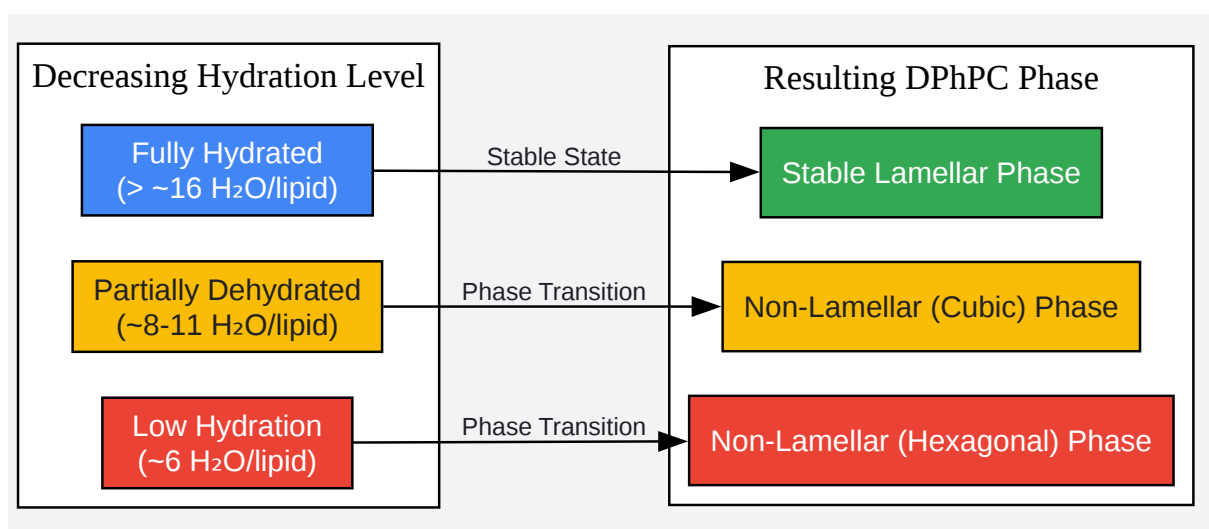 Decreasing Hydration Level
Fully Hydrated
(> ~16 H₂O/lipid)
Partially Dehydrated
(~8-11 H₂O/lipid)
Low Hydration
(~6 H₂O/lipid)
Stable State
Phase Transition
Phase Transition
Resulting DPhPC Phase
Stable Lamellar Phase
Non-Lamellar (Cubic) Phase
Non-Lamellar (Hexagonal) Phase